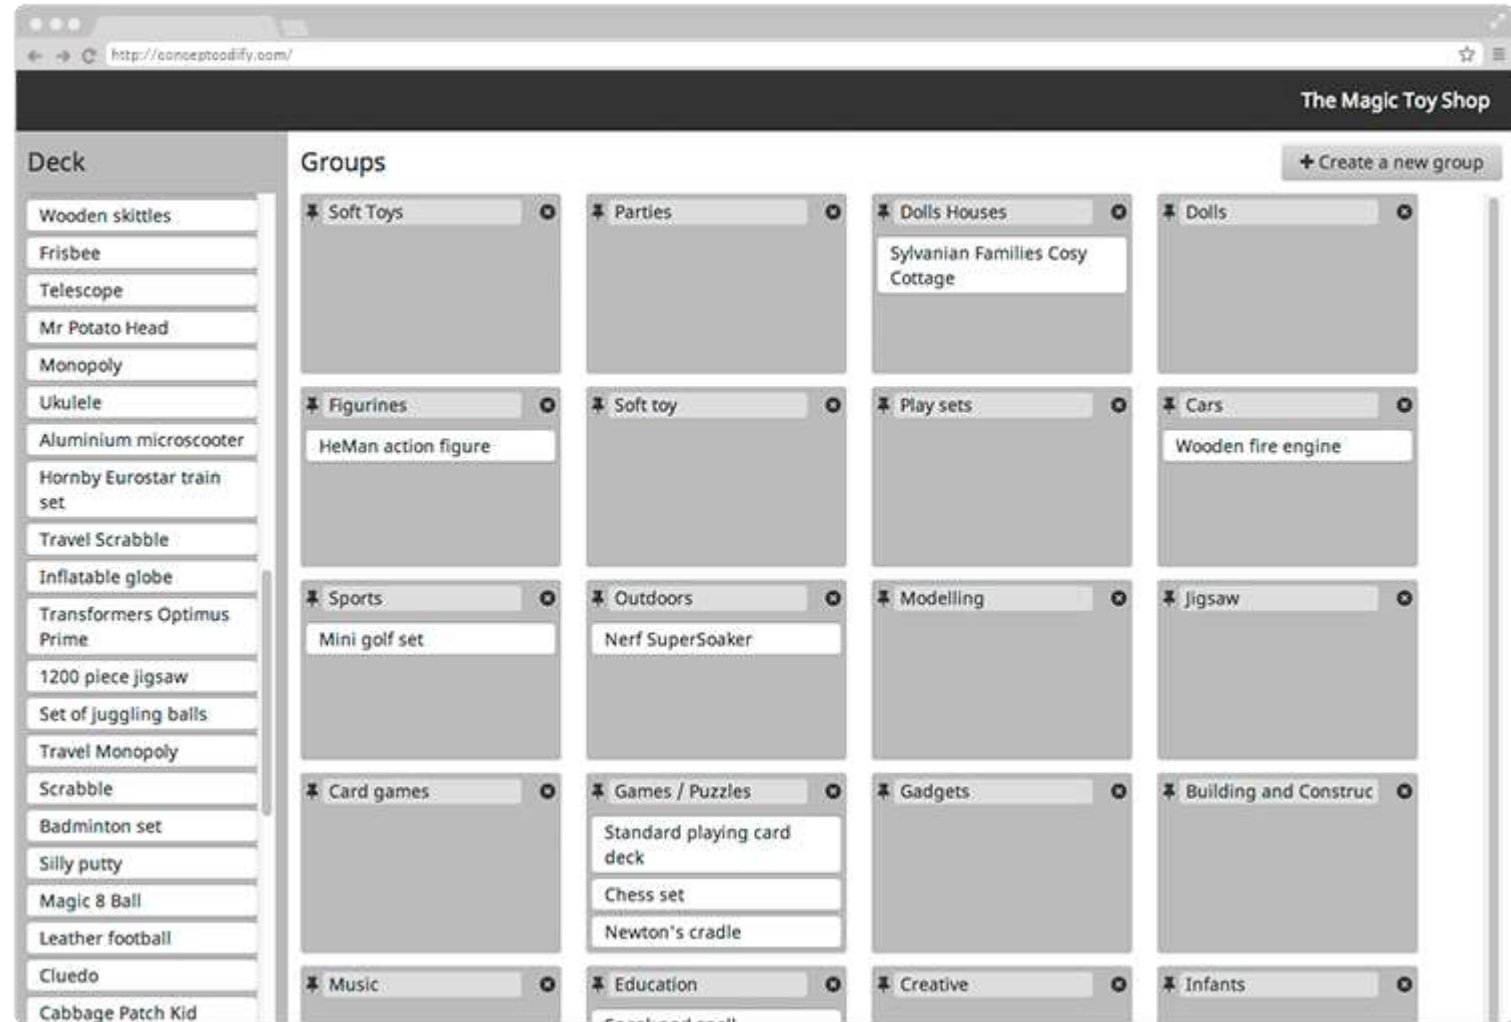 http://conceptcodify.com/
The Magic Toy Shop
Deck
Wooden skittles
Frisbee
Telescope
Mr Potato Head
Monopoly
Ukulele
Aluminium microscooter
Hornby Eurostar train
set
Travel Scrabble
Inflatable globe
Transformers Optimus
Prime
1200 piece jigsaw
Set of juggling balls
Travel Monopoly
Scrabble
Badminton set
Silly putty
Magic 8 Ball
Leather football
Cluedo
Cabbage Patch Kid
Groups
+ Create a new group
Soft Toys
Parties
Dolls Houses
Sylvanian Families Cosy
Cottage
Dolls
Figurines
HeMan action figure
Soft toy
Play sets
Cars
Wooden fire engine
Sports
Mini golf set
Outdoors
Nerf SuperSoaker
Modelling
Jigsaw
Card games
Games / Puzzles
Standard playing card
deck
Chess set
Newton's cradle
Gadgets
Building and Construc
Music
Education
Creative
Infants